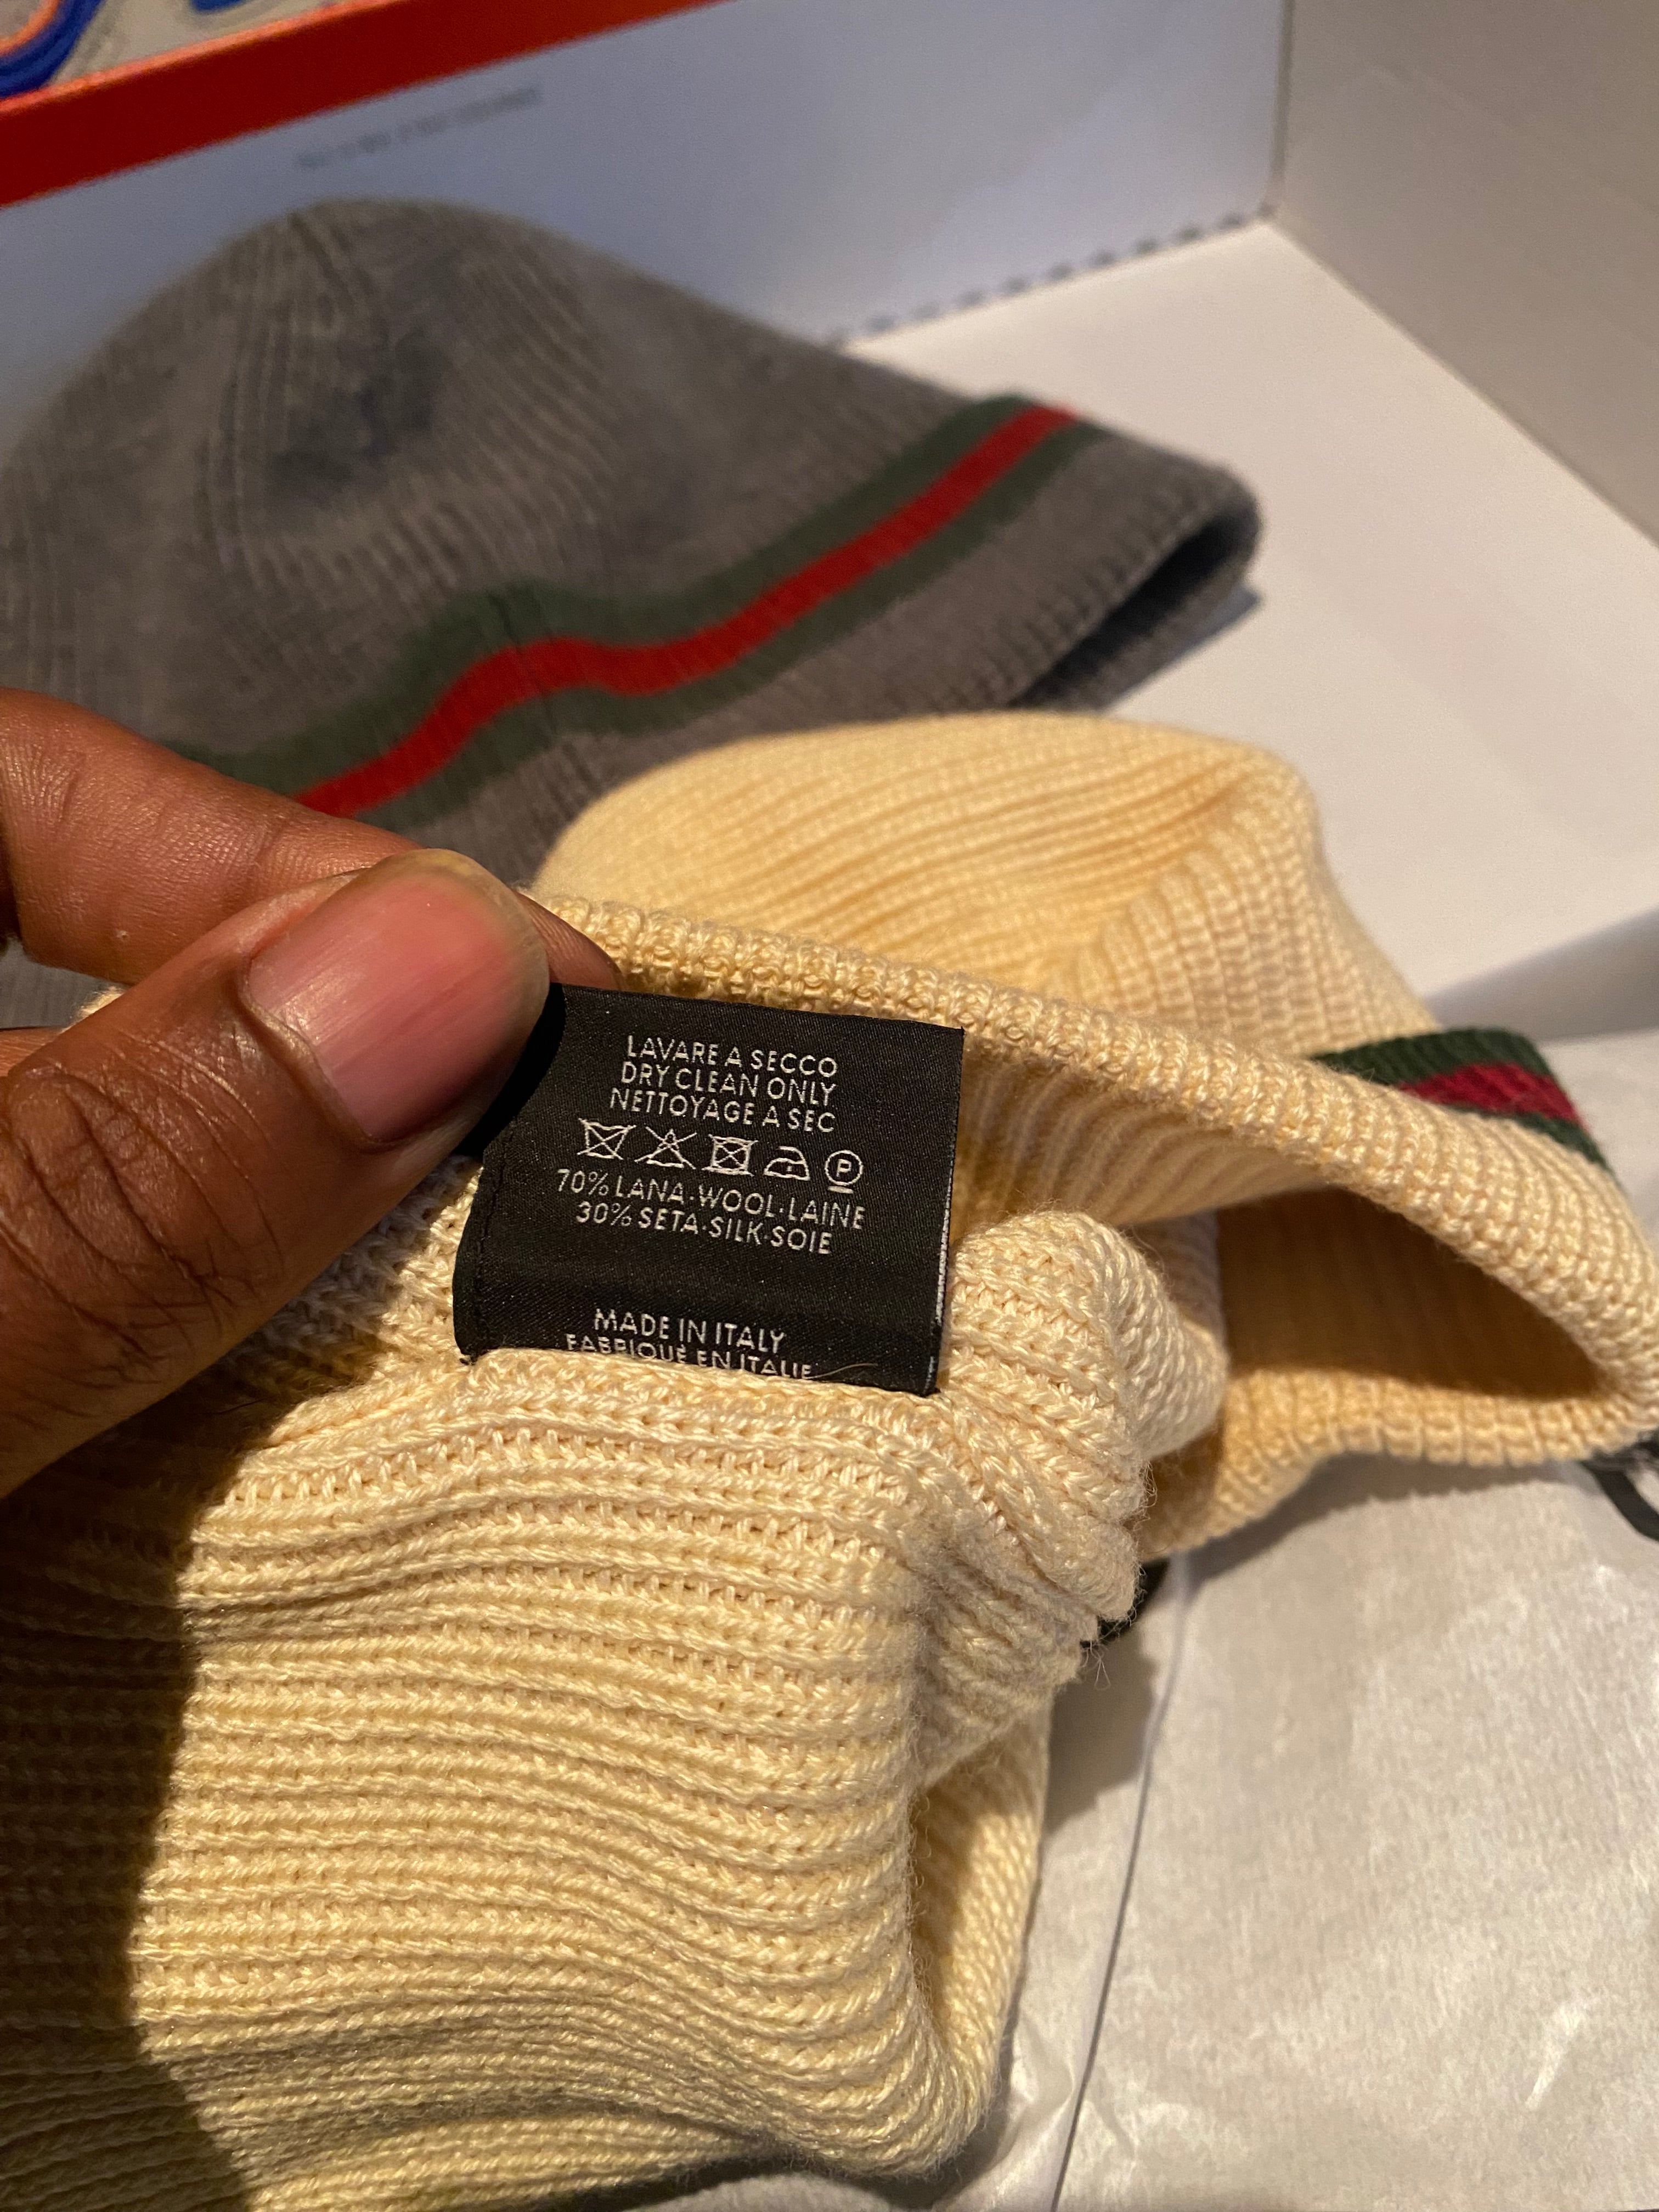 LAVARE A SECCO
DRY CLEAN ONLY
NETTOYAGE A SEC
P
70% LANA·WOOL·LAINE
30% SETA·SILK·SOIE
MADE IN ITALY
FABRIQUÉ EN ITALIE